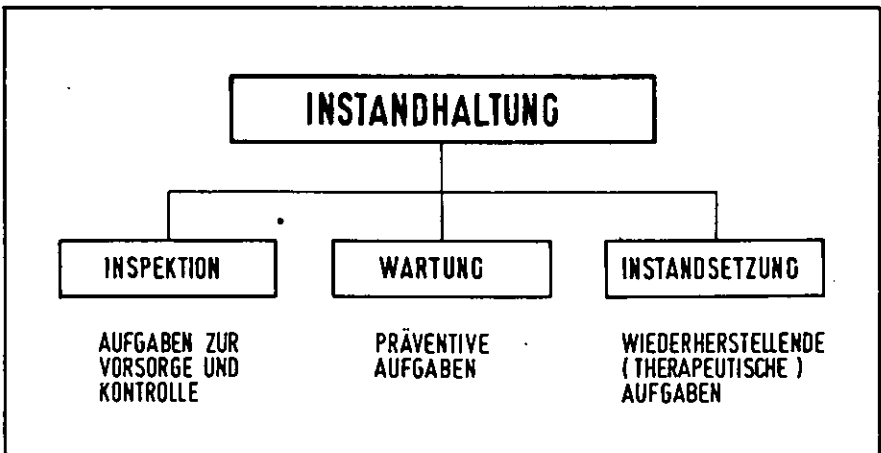 INSTANDHALTUNG
INSPEKTION
WARTUNG
INSTANDSETZUNG
AUFGABEN ZUR
VORSORGE UND
KONTROLLE
PRÄVENTIVE
AUFGABEN
WIEDERHERSTELLENDE
(THERAPEUTISCHE)
AUFGABEN